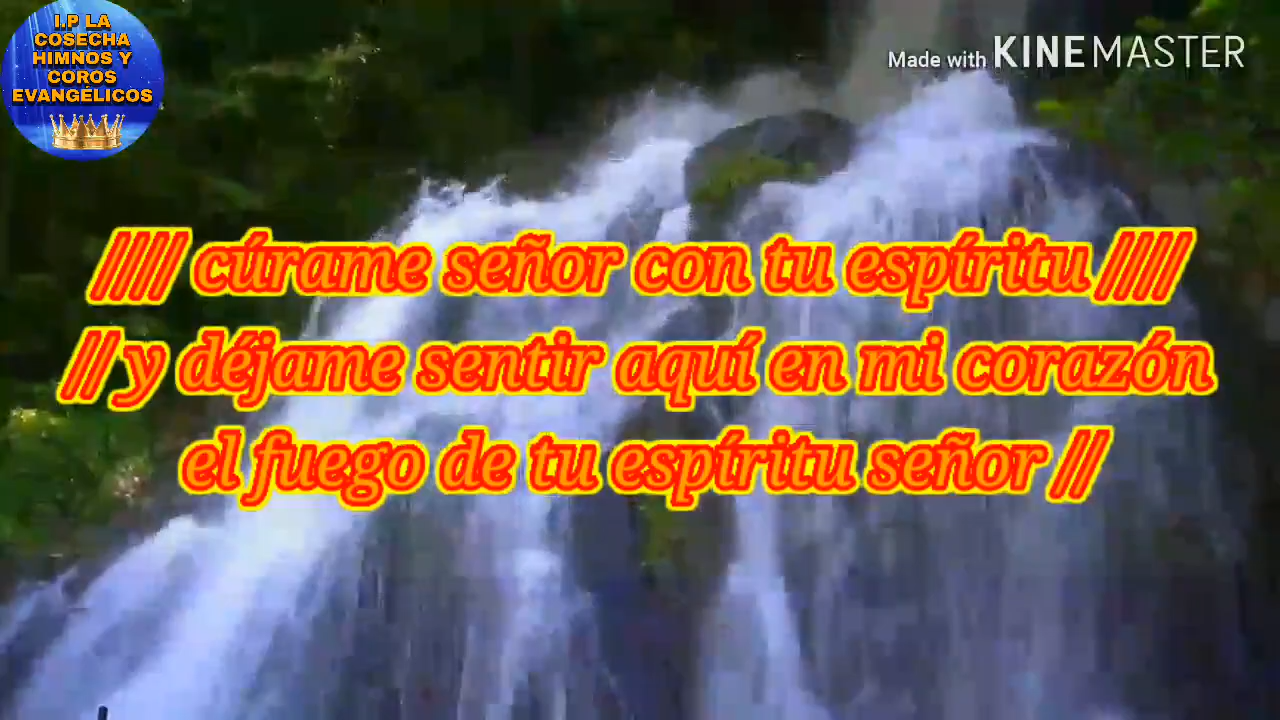 I.P LA
COSECHA
HIMNOS Y
COROS
EVANGÉLICOS
Made with KINEMASTER
//// cúrame señor con tu espíritu ////
// y déjame sentir aquí en mi corazón
el fuego de tu espíritu señor //